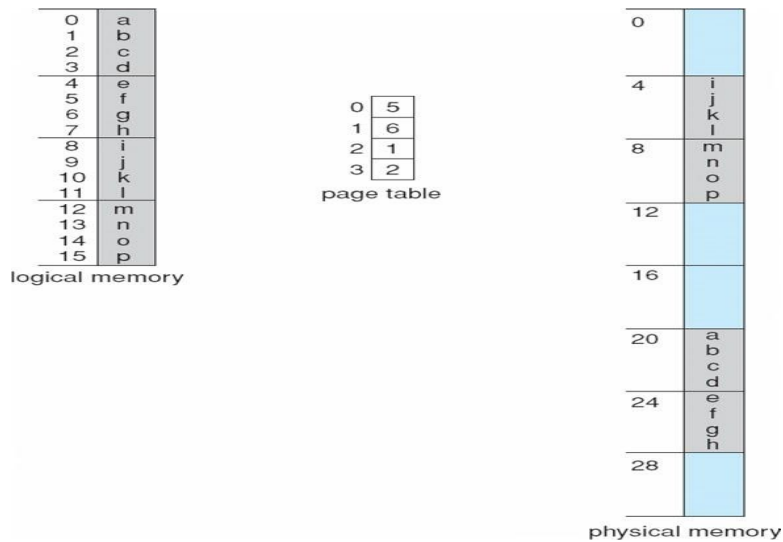 0 a
1 b
2 c
3 d
4 e
5 f
6 g
7 h
8 i
9 j
10 k
11 l
12 m
13 n
14 o
15 p
logical memory
0 5
1 6
2 1
3 2
page table
0
4 i
j
k
l
8 m
n
o
p
12
16
20 a
b
c
d
24 e
f
g
h
28
physical memory